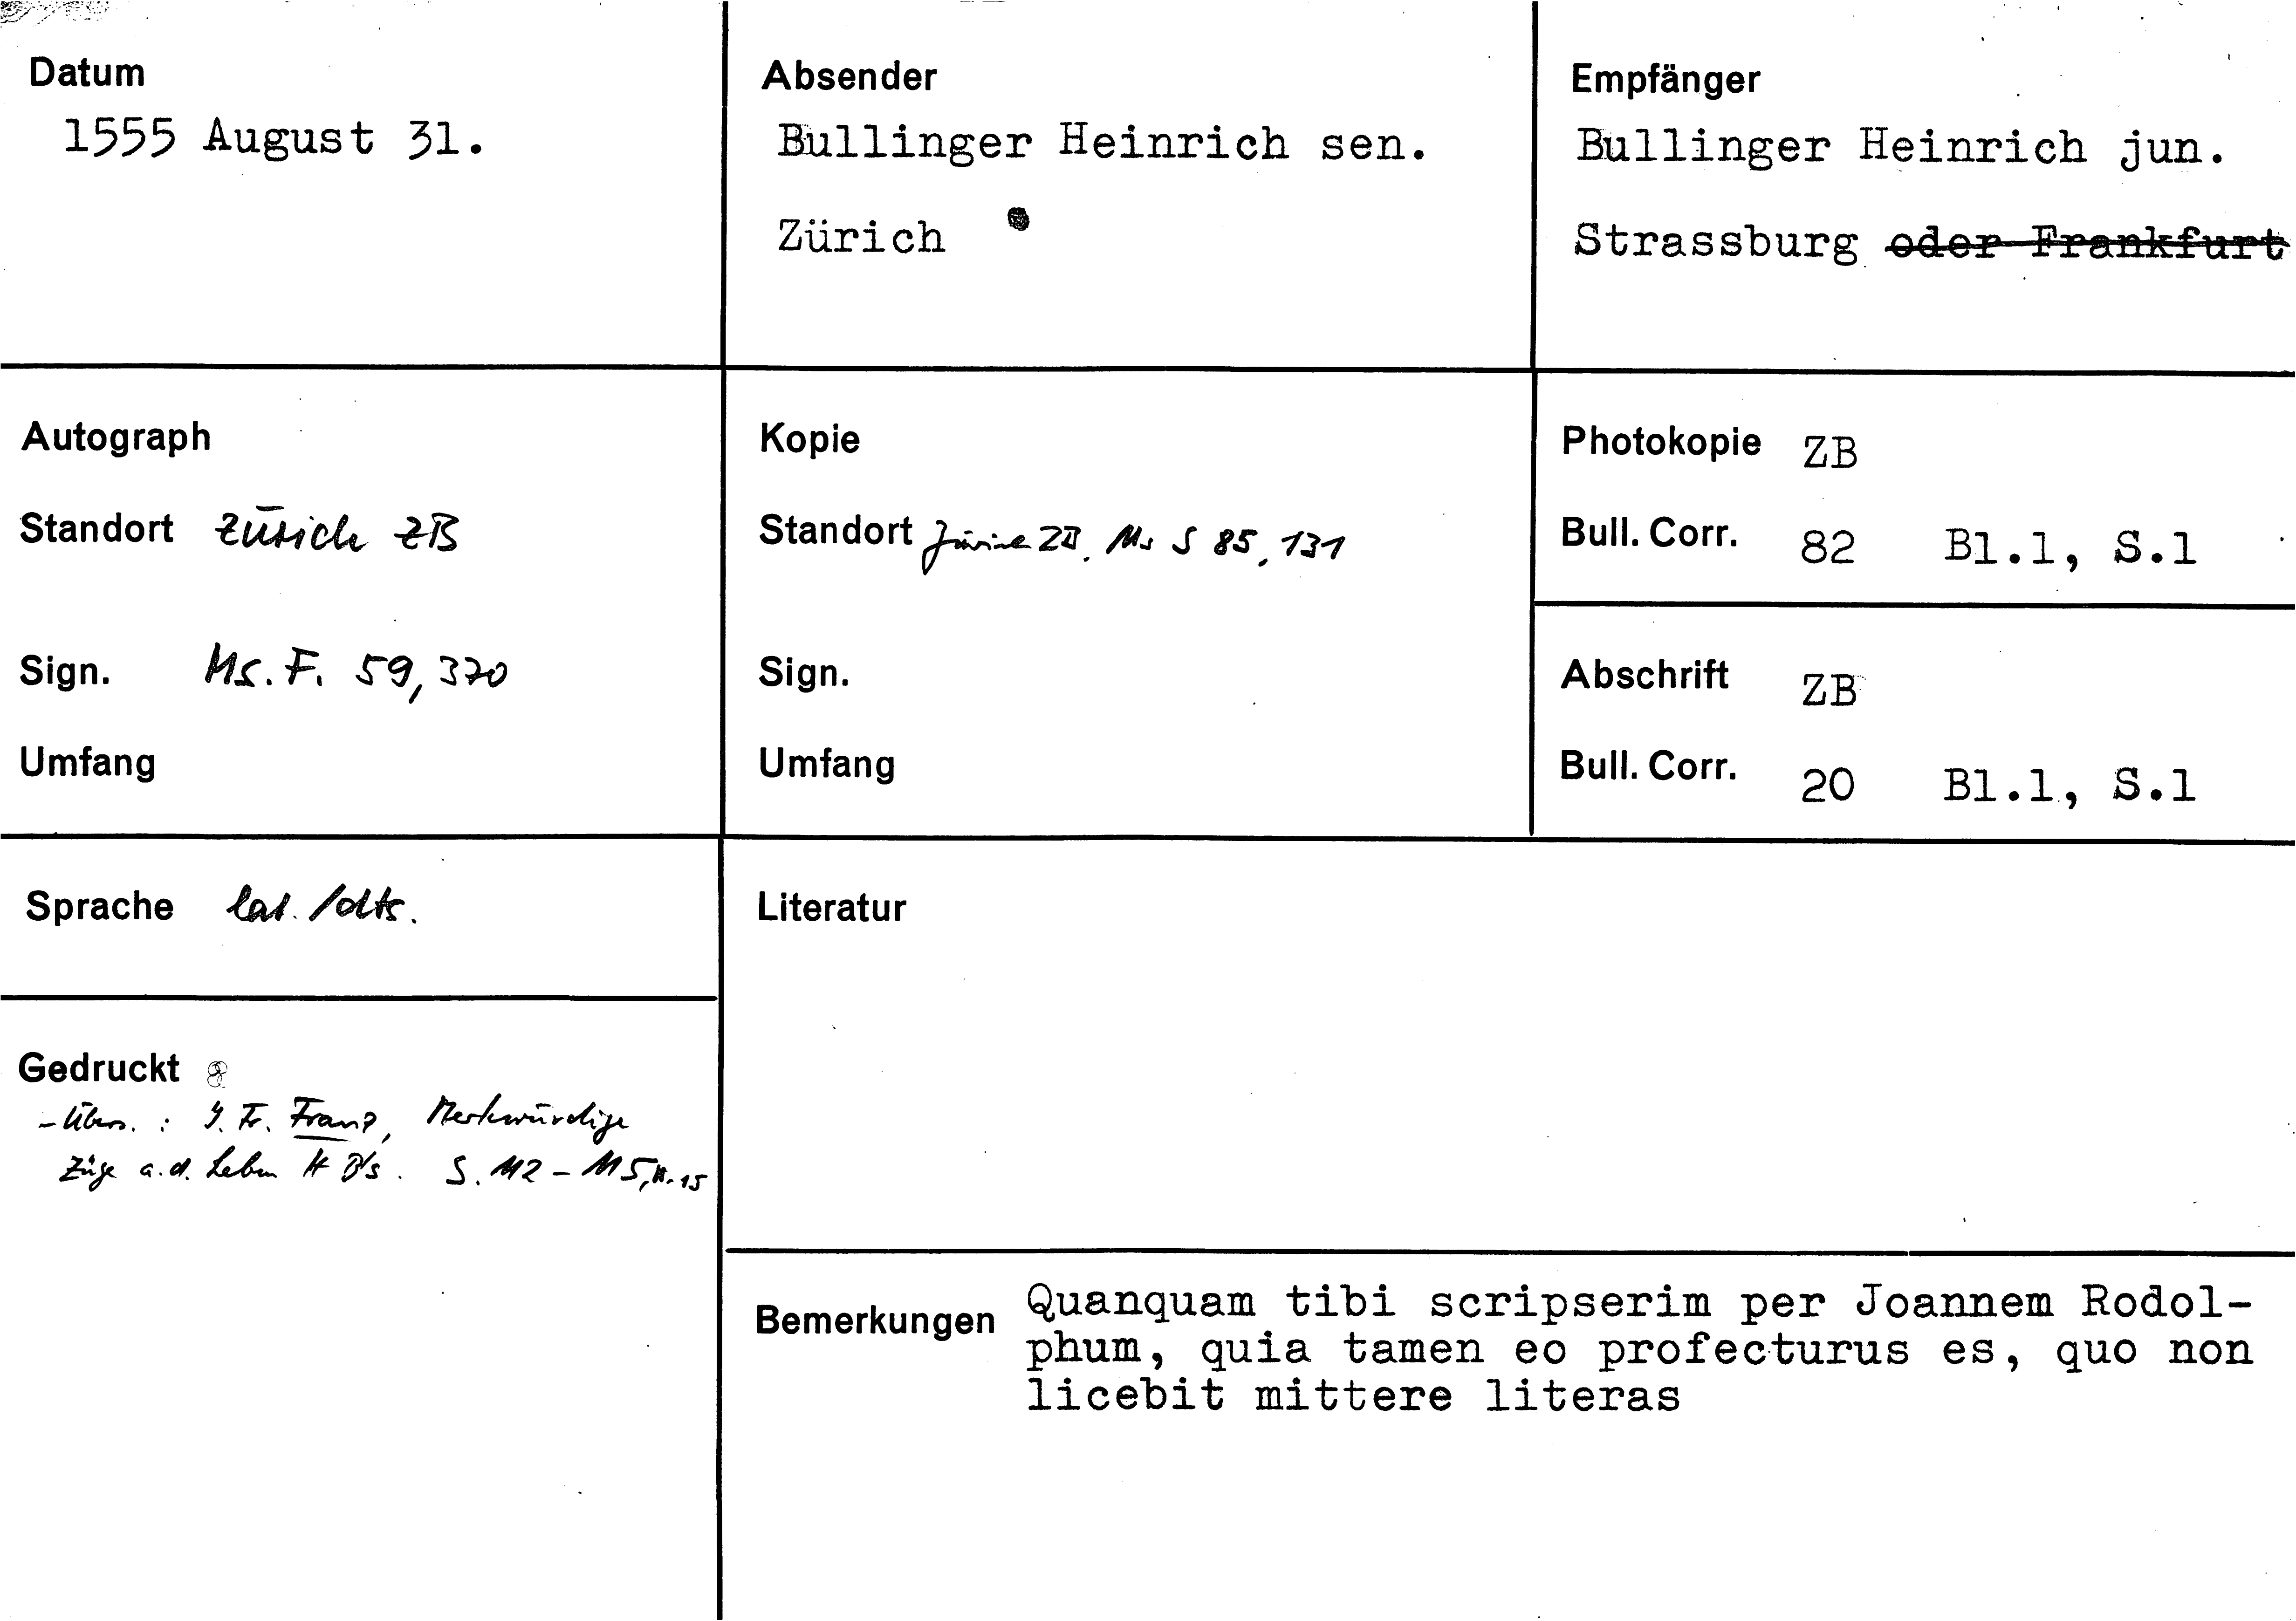 Datum
1555 August 31.
Absender
Bullinger Heinrich sen.
Zürich
Empfänger
Bullinger Heinrich jun.
Strassburg oder Frankfurt
Autograph
Standort Zürich ZB
Sign. Ms. F. 59, 370
Umfang
Kopie
Standort Zürich ZB, Ms S 85, 131
Sign.
Umfang
Photokopie ZB
Bull. Corr. 82 Bl.1, S.1
Abschrift ZB
Bull. Corr. 20 Bl.1, S.1
Sprache lat./dts.
Gedruckt
- Übers. : J. Fr. Franz, Merkwürdige
Züge a. d. Leben H B's. S. 112 - 115, N. 15
Literatur
Bemerkungen Quanquam tibi scripserim per Joannem Rodol-
phum, quia tamen eo profecturus es, quo non
licebit mittere literas